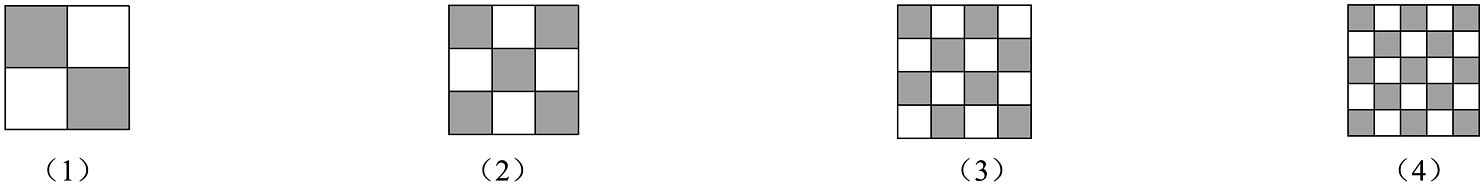 （1） （2） （3） （4）